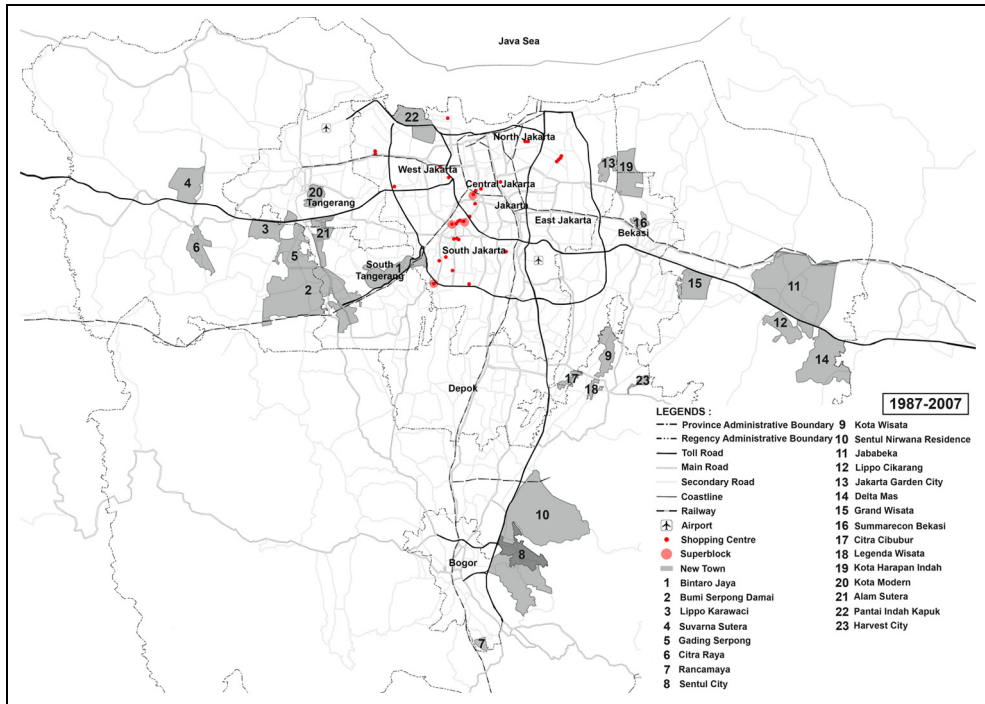 Java Sea
22
North Jakarta
West Jakarta
13
19
4
Central Jakarta
20
Tangerang
Jakarta
3
21
East Jakarta
16
Bekasi
6
5
South Jakarta
South
Tangerang
1
2
15
11
12
14
9
17
18
23
Depok
1987-2007
10
8
Bogor
7
LEGENDS :
Province Administrative Boundary
Regency Administrative Boundary
Toll Road
Main Road
Secondary Road
Coastline
Railway
Airport
Shopping Centre
Superblock
New Town
1 Bintaro Jaya
2 Bumi Serpong Damai
3 Lippo Karawaci
4 Suvarna Sutera
5 Gading Serpong
6 Citra Raya
7 Rancamaya
8 Sentul City
9 Kota Wisata
10 Sentul Nirwana Residence
11 Jababeka
12 Lippo Cikarang
13 Jakarta Garden City
14 Delta Mas
15 Grand Wisata
16 Summarecon Bekasi
17 Citra Cibubur
18 Legenda Wisata
19 Kota Harapan Indah
20 Kota Modern
21 Alam Sutera
22 Pantai Indah Kapuk
23 Harvest City